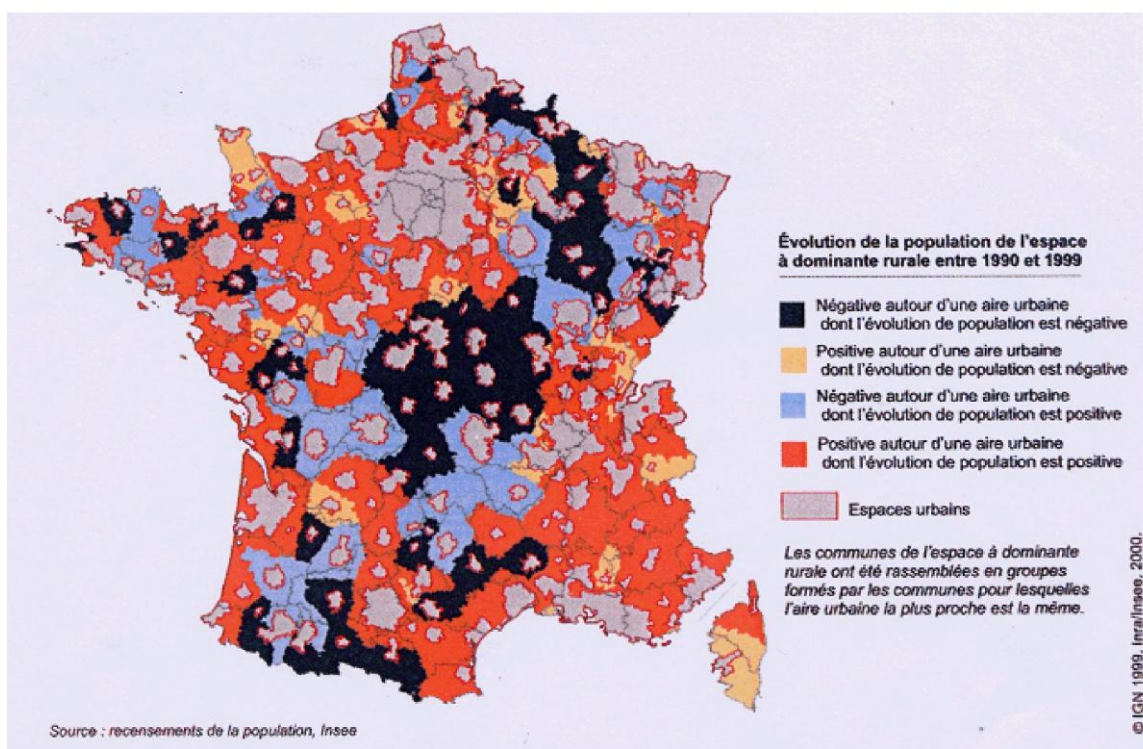 Évolution de la population de l'espace
à dominante rurale entre 1990 et 1999
Négative autour d'une aire urbaine
dont l'évolution de population est négative
Positive autour d'une aire urbaine
dont l'évolution de population est négative
Négative autour d'une aire urbaine
dont l'évolution de population est positive
Positive autour d'une aire urbaine
dont l'évolution de population est positive
Espaces urbains
Les communes de l'espace à dominante
rurale ont été rassemblées en groupes
formés par les communes pour lesquelles
l'aire urbaine la plus proche est la même.
© IGN 1999, Inra/Insee, 2000.
Source : recensements de la population, Insee